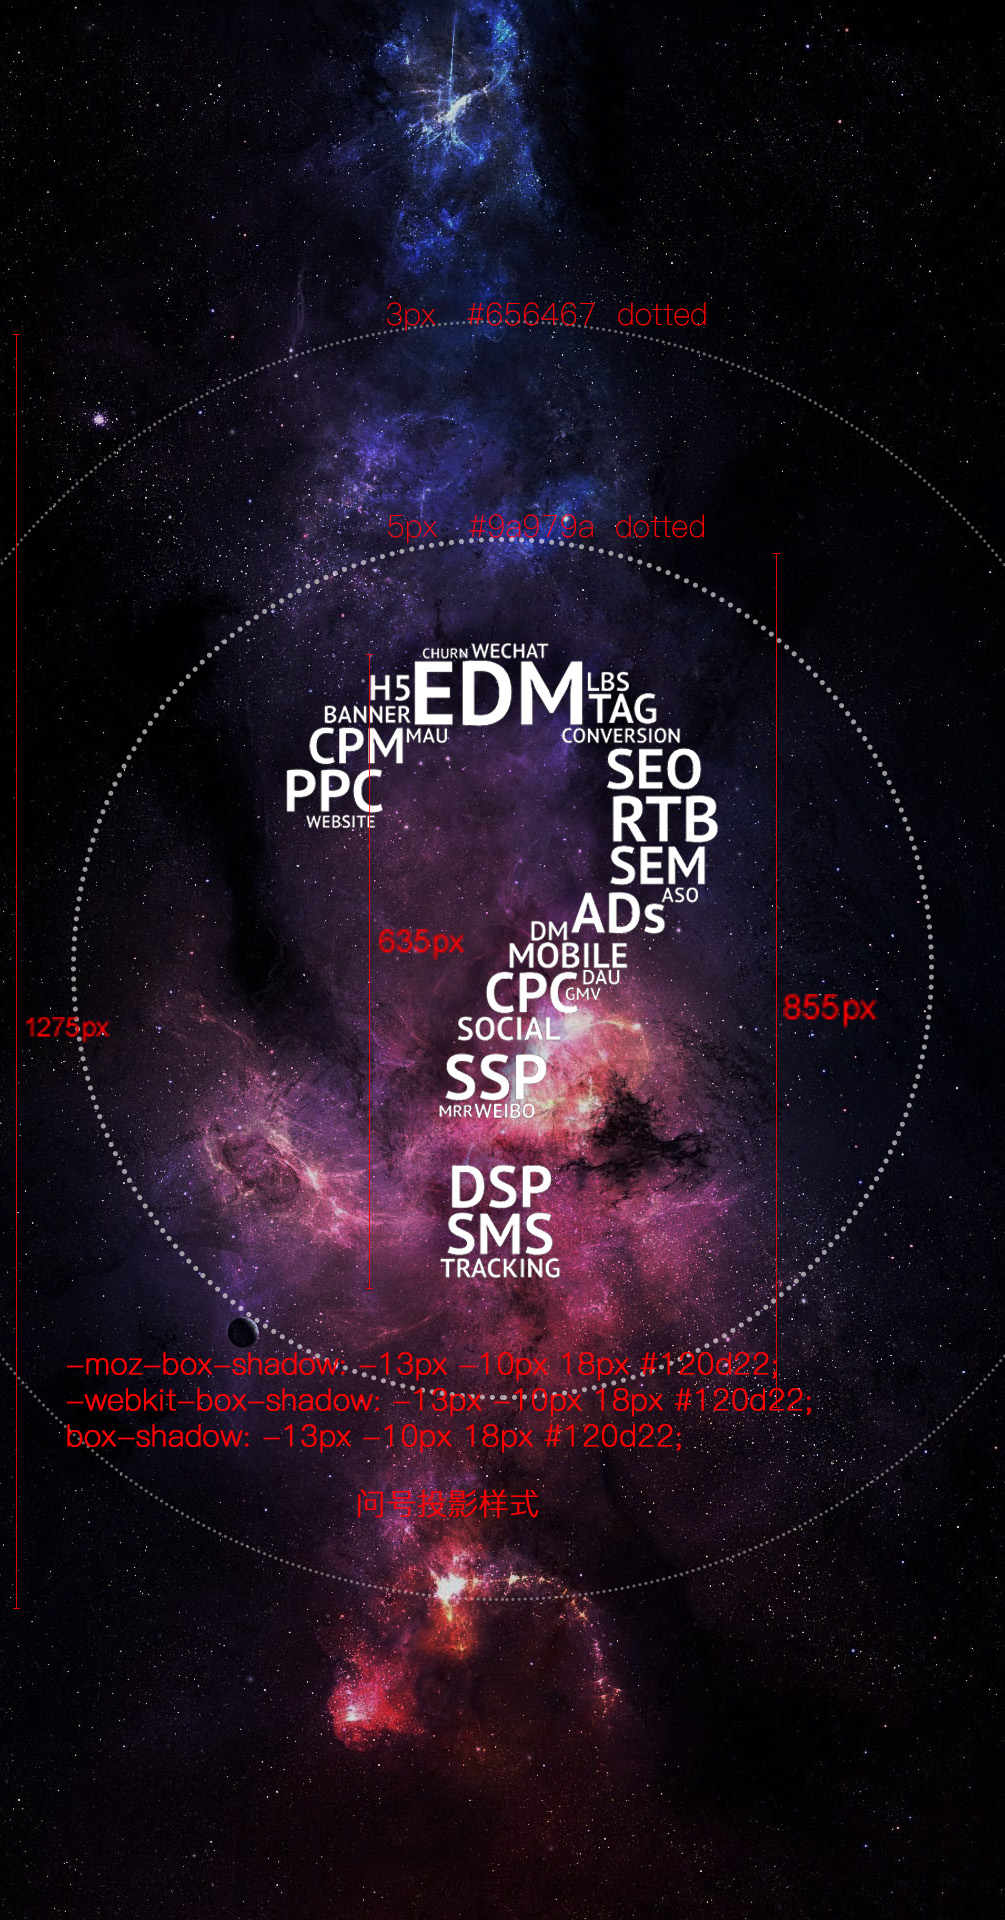 3px #656467 dotted
5px #9a979a dotted
CHURN WECHAT
H5 EDM LBS
BANNER TAG
CPM MAU CONVERSION
PPC SEO
WEBSITE RTB
SEM
ASO
ADs
DM
635px MOBILE
CPC DAU
GMV
855px
1275px SOCIAL
SSP
MRR WEIBO
DSP
SMS
TRACKING
-moz-box-shadow: -13px -10px 18px #120d22;
-webkit-box-shadow: -13px -10px 18px #120d22;
box-shadow: -13px -10px 18px #120d22;
问号投影样式